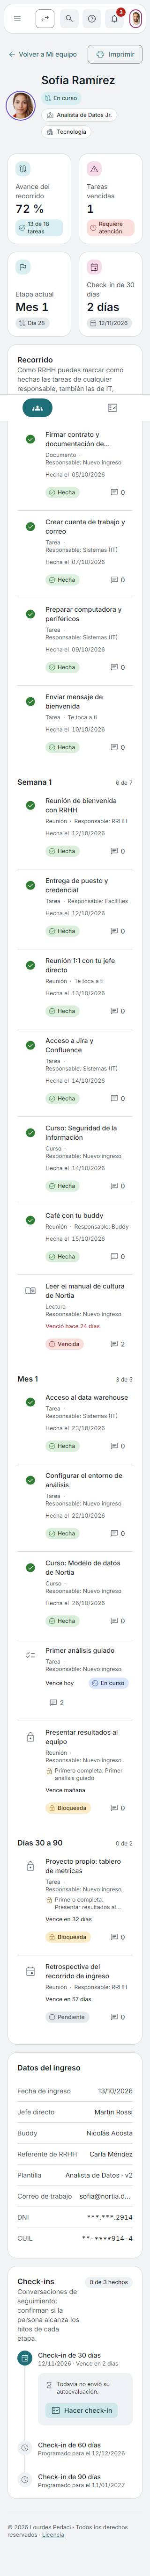 3
Volver a Mi equipo
Imprimir
Sofía Ramírez
En curso
Analista de Datos Jr.
Tecnología
Avance del
recorrido
72 %
13 de 18
tareas
Tareas
vencidas
1
Requiere
atención
Etapa actual
Mes 1
Día 28
Check-in de 30
días
2 días
12/11/2026
Recorrido
Como RRHH puedes marcar como
hechas las tareas de cualquier
responsable, también las de IT,
Firmar contrato y
documentación de...
Documento ·
Responsable: Nuevo ingreso
Hecha el 05/10/2026
Hecha
0
Crear cuenta de trabajo y
correo
Tarea ·
Responsable: Sistemas (IT)
Hecha el 07/10/2026
Hecha
0
Preparar computadora y
periféricos
Tarea ·
Responsable: Sistemas (IT)
Hecha el 09/10/2026
Hecha
0
Enviar mensaje de
bienvenida
Tarea · Te toca a ti
Hecha el 10/10/2026
Hecha
0
Semana 1
6 de 7
Reunión de bienvenida
con RRHH
Reunión · Responsable: RRHH
Hecha el 12/10/2026
Hecha
0
Entrega de puesto y
credencial
Tarea · Responsable: Facilities
Hecha el 12/10/2026
Hecha
0
Reunión 1:1 con tu jefe
directo
Reunión · Te toca a ti
Hecha el 13/10/2026
Hecha
0
Acceso a Jira y
Confluence
Tarea ·
Responsable: Sistemas (IT)
Hecha el 14/10/2026
Hecha
0
Curso: Seguridad de la
información
Curso ·
Responsable: Nuevo ingreso
Hecha el 14/10/2026
Hecha
0
Café con tu buddy
Reunión · Responsable: Buddy
Hecha el 15/10/2026
Hecha
0
Leer el manual de cultura
de Nortia
Lectura ·
Responsable: Nuevo ingreso
Venció hace 24 días
Vencida
2
Mes 1
3 de 5
Acceso al data warehouse
Tarea ·
Responsable: Sistemas (IT)
Hecha el 23/10/2026
Hecha
0
Configurar el entorno de
análisis
Tarea ·
Responsable: Nuevo ingreso
Hecha el 22/10/2026
Hecha
0
Curso: Modelo de datos
de Nortia
Curso ·
Responsable: Nuevo ingreso
Hecha el 26/10/2026
Hecha
0
Primer análisis guiado
Tarea ·
Responsable: Nuevo ingreso
Vence hoy
En curso
2
Presentar resultados al
equipo
Reunión ·
Responsable: Nuevo ingreso
Primero completa: Primer
análisis guiado
Vence mañana
Bloqueada
0
Días 30 a 90
0 de 2
Proyecto propio: tablero
de métricas
Tarea ·
Responsable: Nuevo ingreso
Primero completa:
Presentar resultados al...
Vence en 32 días
Bloqueada
0
Retrospectiva del
recorrido de ingreso
Reunión · Responsable: RRHH
Vence en 57 días
Pendiente
0
Datos del ingreso
Fecha de ingreso
13/10/2026
Jefe directo
Martín Rossi
Buddy
Nicolás Acosta
Referente de RRHH
Carla Méndez
Plantilla
Analista de Datos · v2
Correo de trabajo
sofia@nortia.d...
DNI
***.***.2914
CUIL
**-****914-4
Check-ins
0 de 3 hechos
Conversaciones de
seguimiento:
confirman si la
persona alcanza los
hitos de cada
etapa.
Check-in de 30 días
12/11/2026 · Vence en 2 días
Todavía no envió su
autoevaluación.
Hacer check-in
Check-in de 60 días
Programado para el 12/12/2026
Check-in de 90 días
Programado para el 11/01/2027
© 2026 Lourdes Pedaci · Todos los derechos
reservados · Licencia